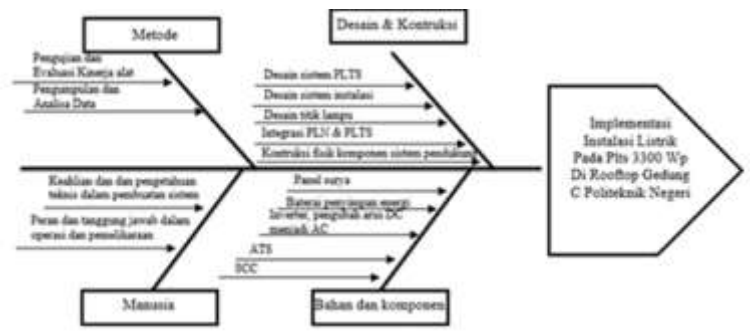 Metode
Desain & Kontruksi
Pengujian dan
Evaluasi Kinerja alat
Pengumpulan dan
Analisa Data
Desain sistem PLTS
Desain sistem instalasi
Desain titik lampu
Integrasi PLN & PLTS
Kontruksi fisik komponen sistem pendukung
Implementasi
Instalasi Listrik
Pada Plts 3300 Wp
Di Rooftop Gedung
C Politeknik Negeri
Keahlian dan dan pengetahuan
teknis dalam pembuatan sistem
Peran dan tanggung jawab dalam
operasi dan pemeliharaan
Panel surya
Baterai penyimpan energi
Inverter, pengubah arus DC
menjadi AC
ATS
SCC
Manusia
Bahan dan komponen